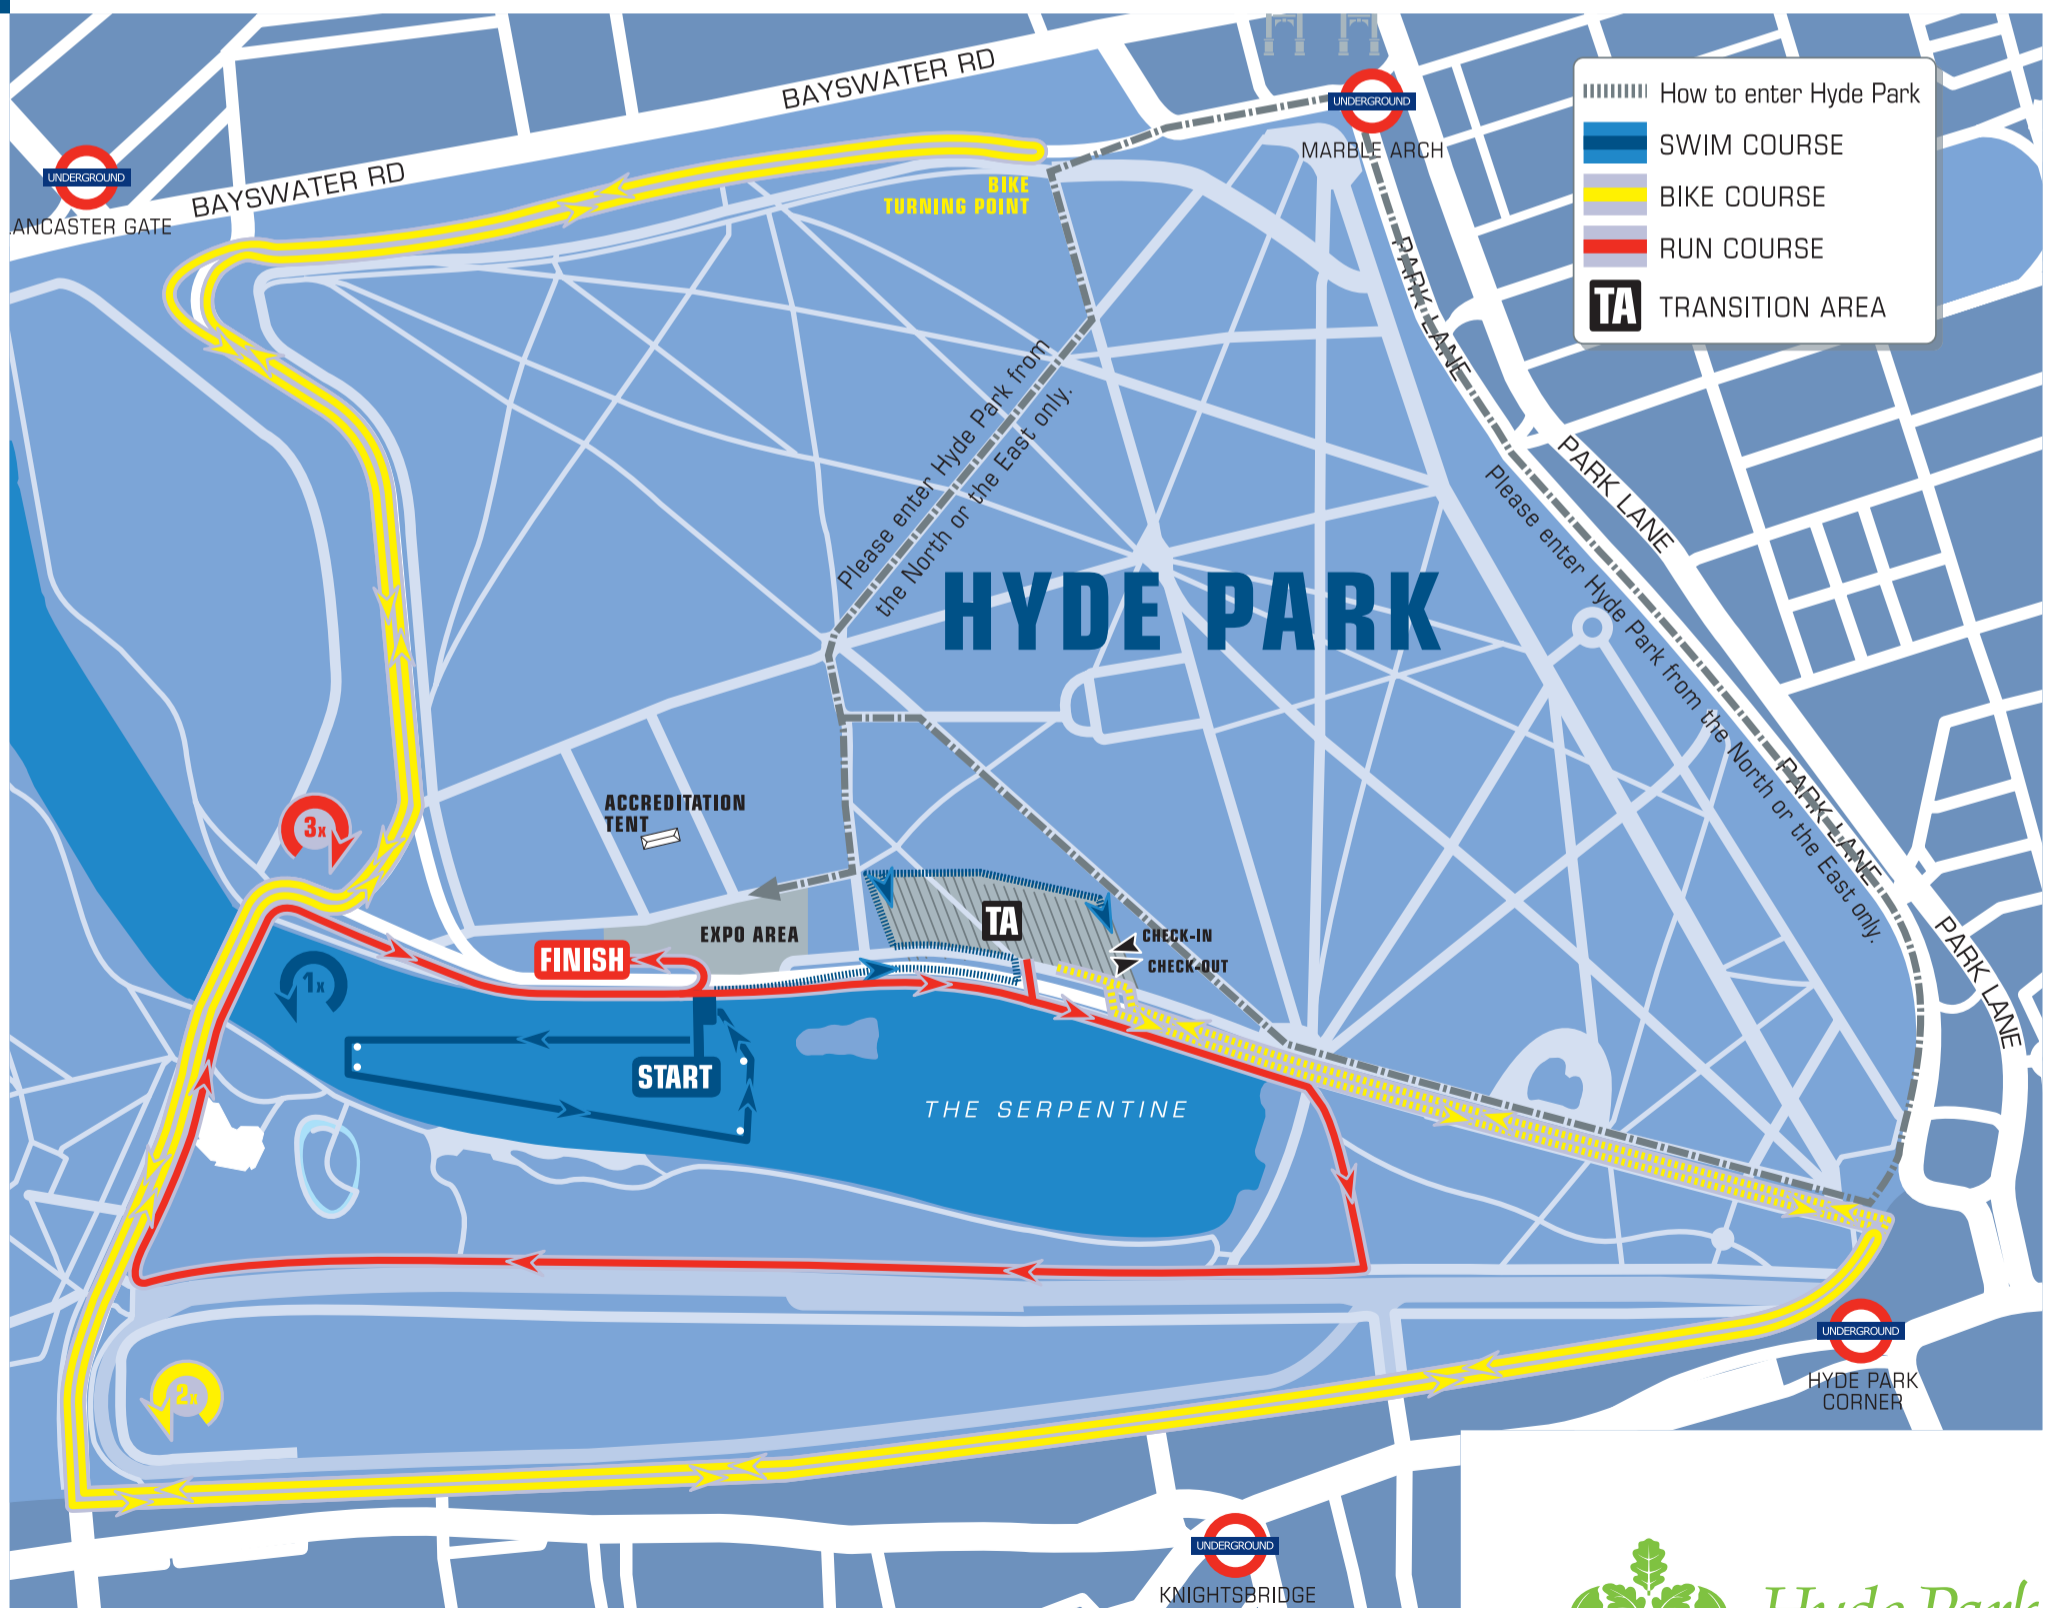 BAYSWATER RD
UNDERGROUND
MARBLE ARCH
How to enter Hyde Park
SWIM COURSE
BIKE COURSE
RUN COURSE
TA TRANSITION AREA
UNDERGROUND
ANCASTER GATE
BAYSWATER RD
BIKE
TURNING POINT
PARK LANE
Please enter Hyde Park from
the North or the East only.
PARK LANE
Please enter Hyde Park from the North or the East only.
HYDE PARK
PARK LANE
PARK LANE
ACCREDITATION
TENT
3x
EXPO AREA
TA
CHECK-IN
CHECK-OUT
FINISH
1x
START
THE SERPENTINE
2x
UNDERGROUND
HYDE PARK
CORNER
UNDERGROUND
KNIGHTSBRIDGE
Hyde Park